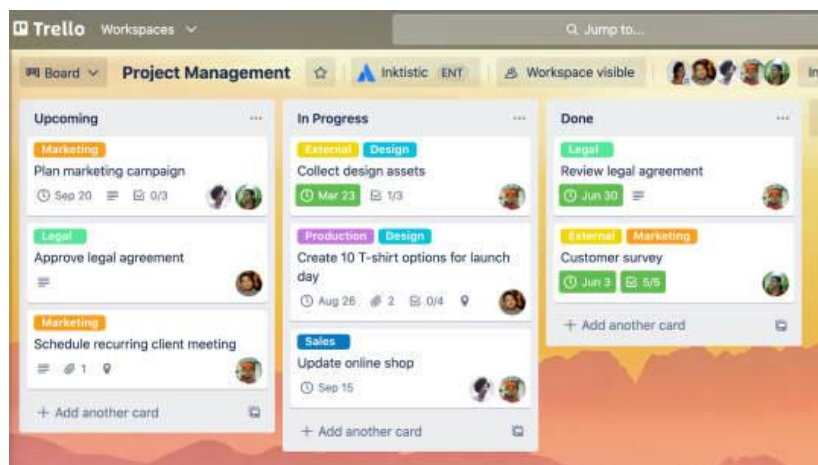 Trello Workspaces Jump to...
Board Project Management Inktistic ENT Workspace visible In
Upcoming
Marketing
Plan marketing campaign
Sep 20 0/3
Legal
Approve legal agreement
Marketing
Schedule recurring client meeting
1
+ Add another card
In Progress
External Design
Collect design assets
Mar 23 1/3
Production Design
Create 10 T-shirt options for launch
day
Aug 26 2 0/4
Sales
Update online shop
Sep 15
+ Add another card
Done
Legal
Review legal agreement
Jun 30
External Marketing
Customer survey
Jun 3 5/5
+ Add another card